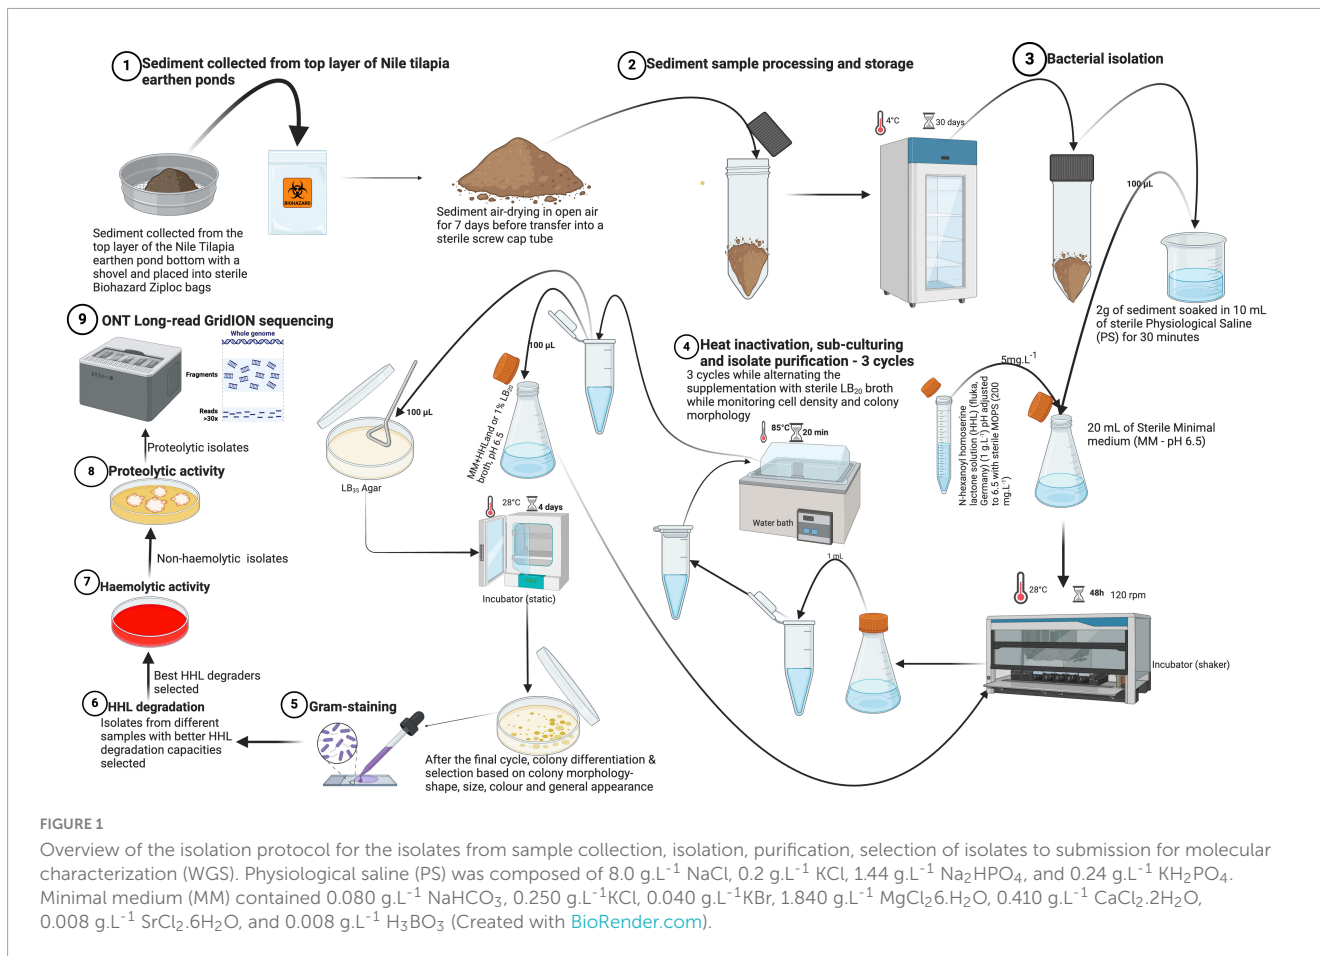 1
Sediment collected from top layer of Nile tilapia
earthen ponds
BIOHAZARD
Sediment collected from the
top layer of the Nile Tilapia
earthen pond bottom with a
shovel and placed into sterile
Biohazard Ziploc bags
Sediment air-drying in open air
for 7 days before transfer into a
sterile screw cap tube
2
Sediment sample processing and storage
4°C
30 days
3
Bacterial isolation
100 µL
2g of sediment soaked in 10 mL
of sterile Physiological Saline
(PS) for 30 minutes
5mg.L⁻¹
N-hexanoyl homoserine
lactone solution (HHL) (fluka,
Germany) (1 g.L⁻¹) pH adjusted
to 6.5 with sterile MOPS (200
mg.L⁻¹)
20 mL of Sterile Minimal
medium (MM - pH 6.5)
28°C
48h
120 rpm
Incubator (shaker)
4
Heat inactivation, sub-culturing
and isolate purification - 3 cycles
3 cycles while alternating the
supplementation with sterile LB₂₀ broth
while monitoring cell density and colony
morphology
85°C
20 min
Water bath
1 mL
100 µL
MM+HHLand or 1% LB₂₀
broth, pH 6.5
100 µL
LB₃₅ Agar
28°C
4 days
Incubator (static)
After the final cycle, colony differentiation &
selection based on colony morphology-
shape, size, colour and general appearance
5
Gram-staining
6
HHL degradation
Isolates from different
samples with better HHL
degradation capacities
selected
Best HHL degraders
selected
7
Haemolytic activity
Non-haemolytic isolates
8
Proteolytic activity
Proteolytic isolates
9
ONT Long-read GridION sequencing
Whole genome
Fragments
Reads
>30x
FIGURE 1
Overview of the isolation protocol for the isolates from sample collection, isolation, purification, selection of isolates to submission for molecular
characterization (WGS). Physiological saline (PS) was composed of 8.0 g.L⁻¹ NaCl, 0.2 g.L⁻¹ KCl, 1.44 g.L⁻¹ Na₂HPO₄, and 0.24 g.L⁻¹ KH₂PO₄.
Minimal medium (MM) contained 0.080 g.L⁻¹ NaHCO₃, 0.250 g.L⁻¹KCl, 0.040 g.L⁻¹KBr, 1.840 g.L⁻¹ MgCl₂6.H₂O, 0.410 g.L⁻¹ CaCl₂.2H₂O,
0.008 g.L⁻¹ SrCl₂.6H₂O, and 0.008 g.L⁻¹ H₃BO₃ (Created with BioRender.com).